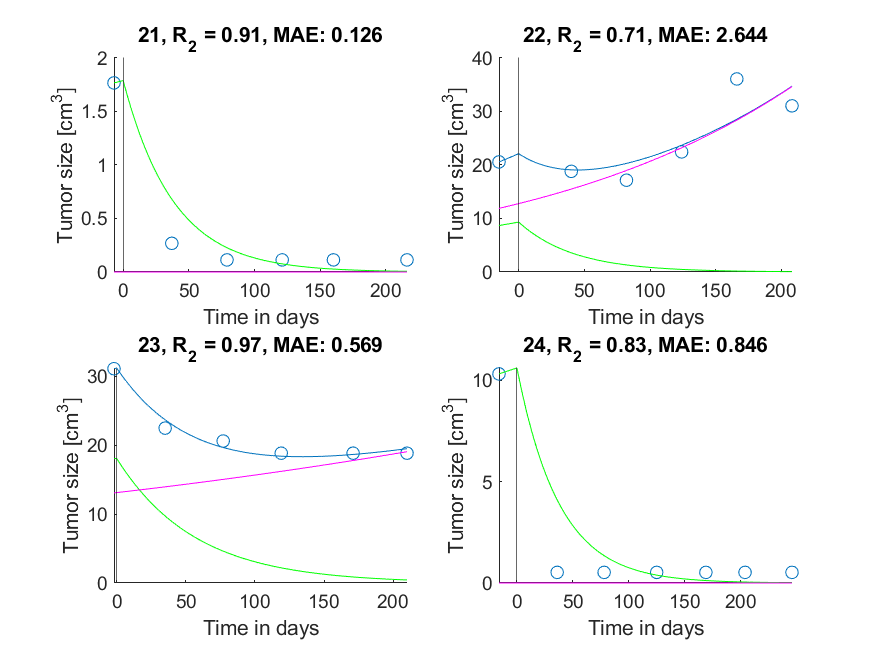 21, R₂ = 0.91, MAE: 0.126
Tumor size [cm³]
2
1.5
1
0.5
0
0 50 100 150 200
Time in days
22, R₂ = 0.71, MAE: 2.644
Tumor size [cm³]
40
30
20
10
0
0 50 100 150 200
Time in days
23, R₂ = 0.97, MAE: 0.569
Tumor size [cm³]
30
20
10
0
0 50 100 150 200
Time in days
24, R₂ = 0.83, MAE: 0.846
Tumor size [cm³]
10
5
0
0 50 100 150 200
Time in days